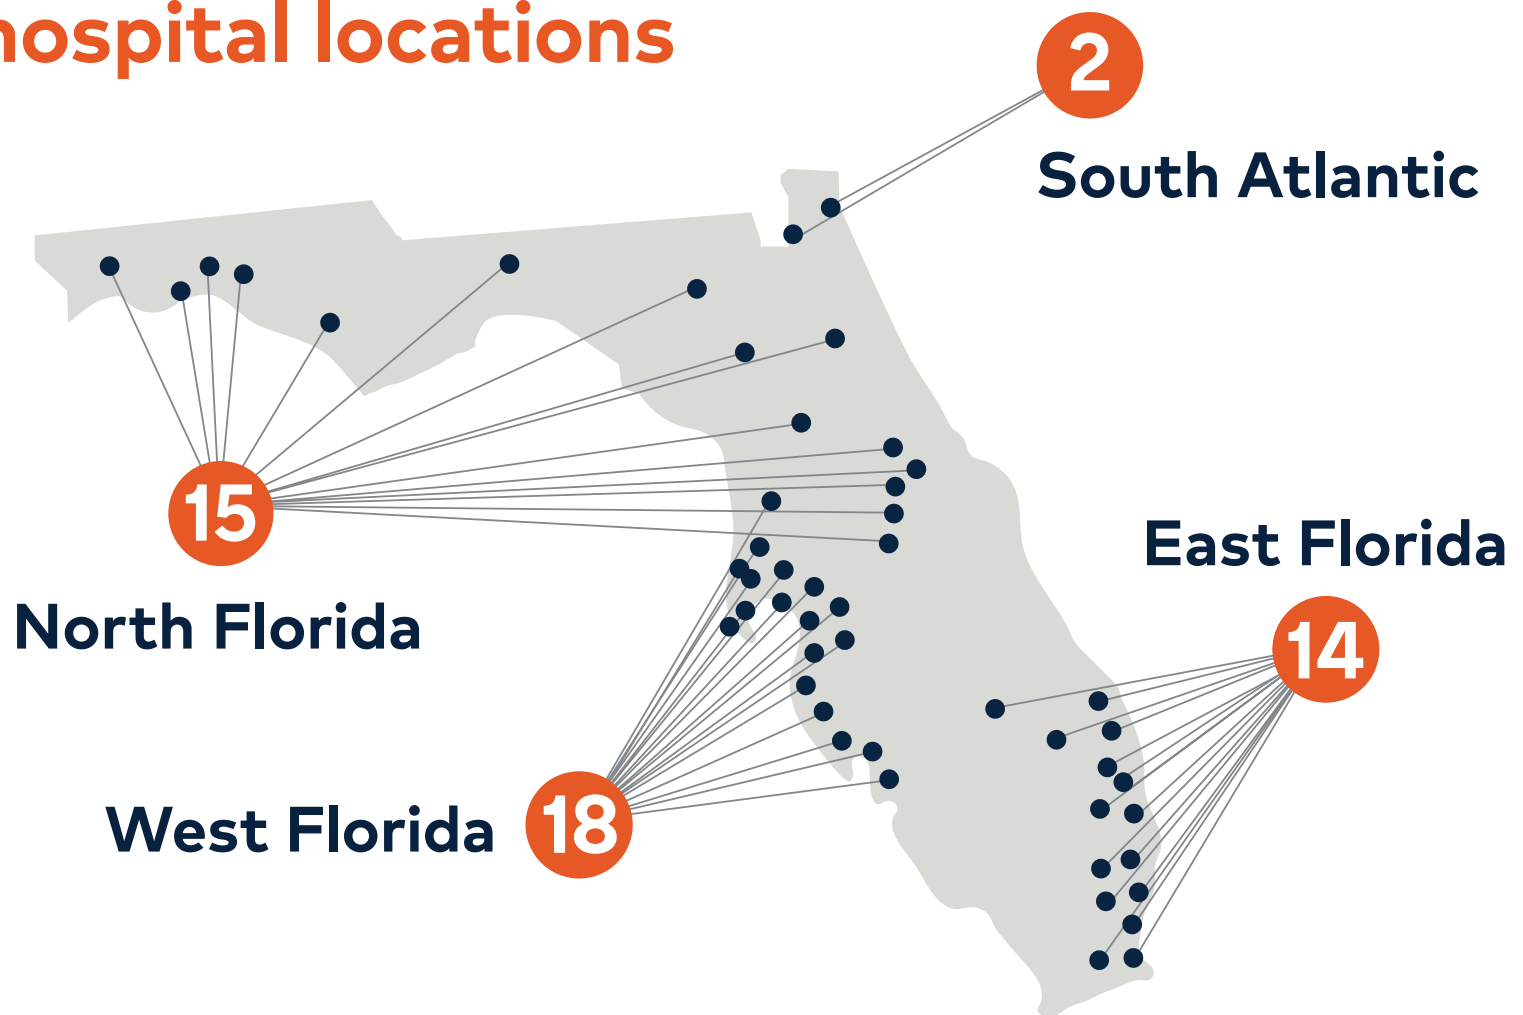 hospital locations
2
South Atlantic
15
North Florida
East Florida
14
West Florida
18